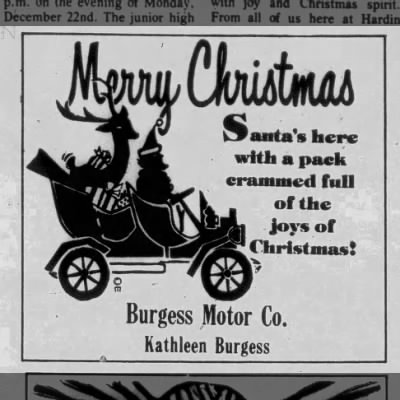 p.m. on the evening of Monday,
December 22nd. The junior high
with joy and Christmas spirit.
From all of us here at Hardin
Merry Christmas
Santa's here
with a pack
crammed full
of the
joys of
Christmas!
Burgess Motor Co.
Kathleen Burgess